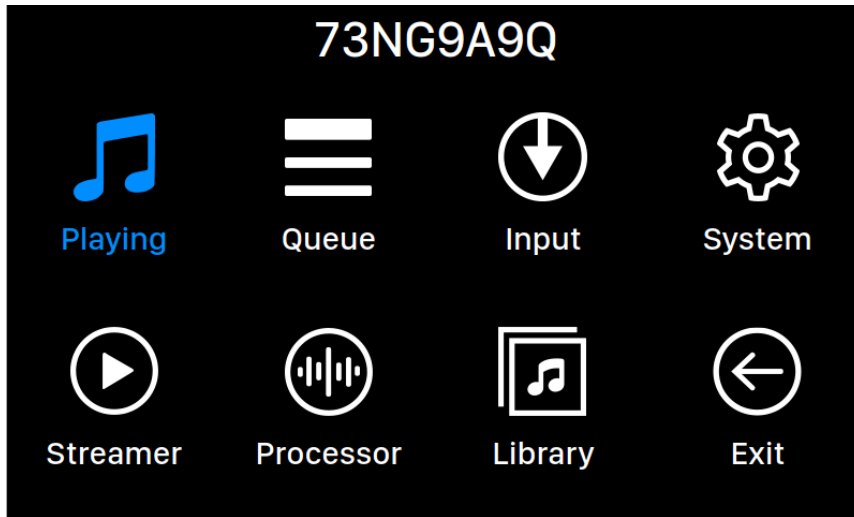 73NG9A9Q
Playing Queue Input System
Streamer Processor Library Exit